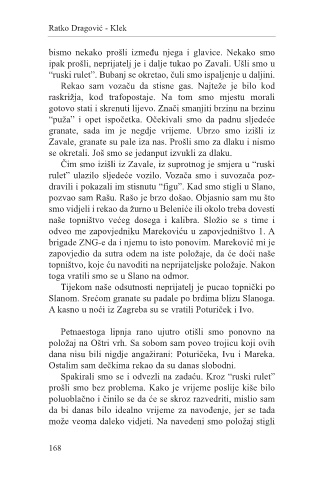 Ratko Dragović - Klek
bismo nekako prošli između njega i glavice. Nekako smo
ipak prošli, neprijatelj je i dalje tukao po Zavali. Ušli smo u
“ruski rulet”. Bubanj se okretao, čuli smo ispaljenje u daljini.
Rekao sam vozaču da stisne gas. Najteže je bilo kod
raskrižja, kod trafopostaje. Na tom smo mjestu morali
gotovo stati i skrenuti lijevo. Znači smanjiti brzinu na brzinu
“puža” i opet ispočetka. Očekivali smo da padnu sljedeće
granate, sada im je negdje vrijeme. Ubrzo smo izišli iz
Zavale, granate su pale iza nas. Prošli smo za dlaku i nismo
se okretali. Još smo se jedanput izvukli za dlaku.
Čim smo izišli iz Zavale, iz suprotnog je smjera u “ruski
rulet” ulazilo sljedeće vozilo. Vozača smo i suvozača poz-
dravili i pokazali im stisnutu “figu”. Kad smo stigli u Slano,
pozvao sam Rašu. Rašo je brzo došao. Objasnio sam mu što
smo vidjeli i rekao da žurno u Beleniće ili okolo treba dovesti
naše topništvo većeg dosega i kalibra. Složio se s time i
odveo me zapovjedniku Marekoviću u zapovjedništvo 1. A
brigade ZNG-e da i njemu to isto ponovim. Mareković mi je
zapovjedio da sutra odem na iste položaje, da će doći naše
topništvo, koje ću navoditi na neprijateljske položaje. Nakon
toga vratili smo se u Slano na odmor.
Tijekom naše odsutnosti neprijatelj je pucao topnički po
Slanom. Srećom granate su padale po brdima blizu Slanoga.
A kasno u noći iz Zagreba su se vratili Poturiček i Ivo.
Petnaestoga lipnja rano ujutro otišli smo ponovno na
položaj na Oštri vrh. Sa sobom sam poveo trojicu koji ovih
dana nisu bili nigdje angažirani: Poturičeka, Ivu i Mareka.
Ostalim sam dečkima rekao da su danas slobodni.
Spakirali smo se i odvezli na zadaću. Kroz “ruski rulet”
prošli smo bez problema. Kako je vrijeme poslije kiše bilo
poluoblačno i činilo se da će se skroz razvedriti, mislio sam
da bi danas bilo idealno vrijeme za navođenje, jer se tada
može veoma daleko vidjeti. Na navedeni smo položaj stigli
168